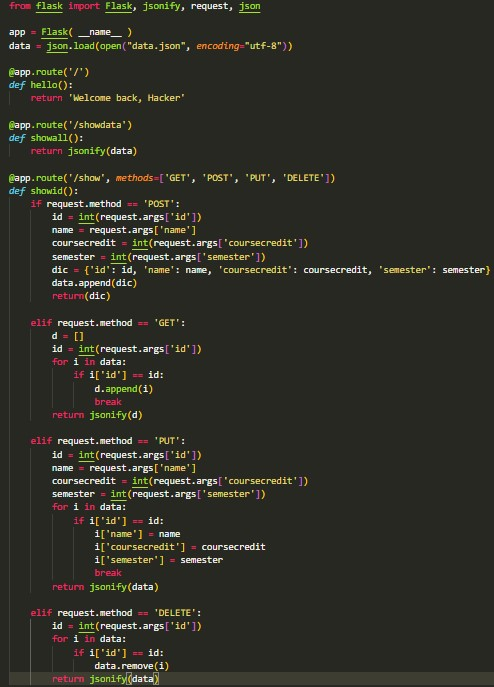 from flask import Flask, jsonify, request, json

app = Flask( __name__ )
data = json.load(open("data.json", encoding="utf-8"))

@app.route('/')
def hello():
    return 'Welcome back, Hacker'

@app.route('/showdata')
def showall():
    return jsonify(data)

@app.route('/show', methods=['GET', 'POST', 'PUT', 'DELETE'])
def showid():
    if request.method == 'POST':
        id = int(request.args['id'])
        name = request.args['name']
        coursecredit = int(request.args['coursecredit'])
        semester = int(request.args['semester'])
        dic = {'id': id, 'name': name, 'coursecredit': coursecredit, 'semester': semester}
        data.append(dic)
        return(dic)

    elif request.method == 'GET':
        d = []
        id = int(request.args['id'])
        for i in data:
            if i['id'] == id:
                d.append(i)
                break
        return jsonify(d)

    elif request.method == 'PUT':
        id = int(request.args['id'])
        name = request.args['name']
        coursecredit = int(request.args['coursecredit'])
        semester = int(request.args['semester'])
        for i in data:
            if i['id'] == id:
                i['name'] = name
                i['coursecredit'] = coursecredit
                i['semester'] = semester
                break
        return jsonify(data)

    elif request.method == 'DELETE':
        id = int(request.args['id'])
        for i in data:
            if i['id'] == id:
                data.remove(i)
        return jsonify(data)